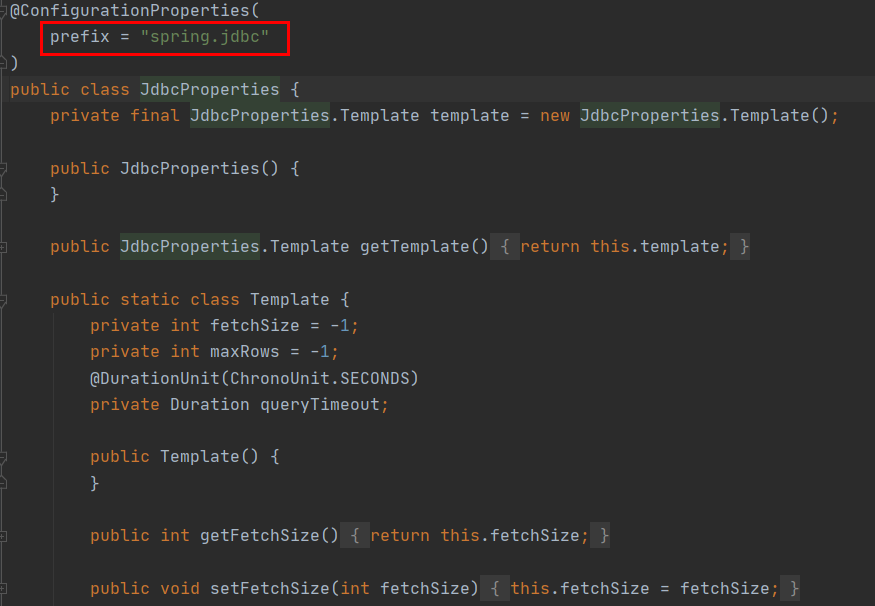 @ConfigurationProperties(
    prefix = "spring.jdbc"
)
public class JdbcProperties {
    private final JdbcProperties.Template template = new JdbcProperties.Template();
    public JdbcProperties() {
    }
    public JdbcProperties.Template getTemplate() { return this.template; }
    public static class Template {
        private int fetchSize = -1;
        private int maxRows = -1;
        @DurationUnit(ChronoUnit.SECONDS)
        private Duration queryTimeout;
        public Template() {
        }
        public int getFetchSize() { return this.fetchSize; }
        public void setFetchSize(int fetchSize) { this.fetchSize = fetchSize; }